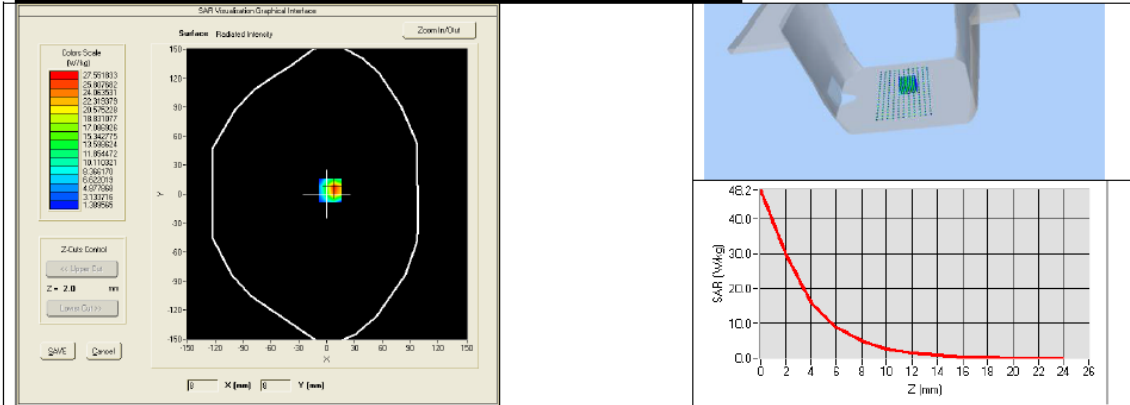 SAR Visualisation Graphical Interface
Surface Radiated Intensity
Zoom In/Out
Colors Scale
(W/kg)
27.551833
25.807682
24.063531
22.319379
20.575228
18.831077
17.086926
15.342775
13.598624
11.854472
10.110321
8.366170
6.622019
4.877868
3.133716
1.389565
150
120
90
60
30
0
-30
-60
-90
-120
-150
Y
-150 -120 -90 -60 -30 0 30 60 90 120 150
X
Z-Cuts Control
<< Upper Cut
Z = 2.0 mm
Lower Cut >>
SAVE Cancel
8 X (mm) 8 Y (mm)
48.2
40.0
30.0
20.0
10.0
0.0
SAR (W/kg)
0 2 4 6 8 10 12 14 16 18 20 22 24 26
Z (mm)